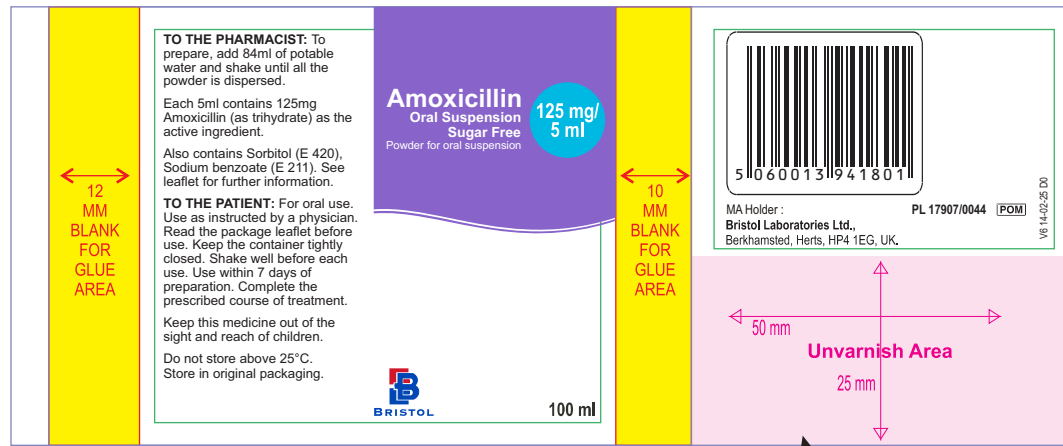 12
MM
BLANK
FOR
GLUE
AREA
TO THE PHARMACIST: To
prepare, add 84ml of potable
water and shake until all the
powder is dispersed.
Each 5ml contains 125mg
Amoxicillin (as trihydrate) as the
active ingredient.
Also contains Sorbitol (E 420),
Sodium benzoate (E 211). See
leaflet for further information.
TO THE PATIENT: For oral use.
Use as instructed by a physician.
Read the package leaflet before
use. Keep the container tightly
closed. Shake well before each
use. Use within 7 days of
preparation. Complete the
prescribed course of treatment.
Keep this medicine out of the
sight and reach of children.
Do not store above 25°C.
Store in original packaging.
Amoxicillin
Oral Suspension
Sugar Free
Powder for oral suspension
125 mg/
5 ml
BRISTOL
100 ml
10
MM
BLANK
FOR
GLUE
AREA
5 060013 941801
MA Holder : PL 17907/0044 POM
Bristol Laboratories Ltd.,
Berkhamsted, Herts, HP4 1EG, UK.
V6 14-02-25 D0
50 mm
Unvarnish Area
25 mm